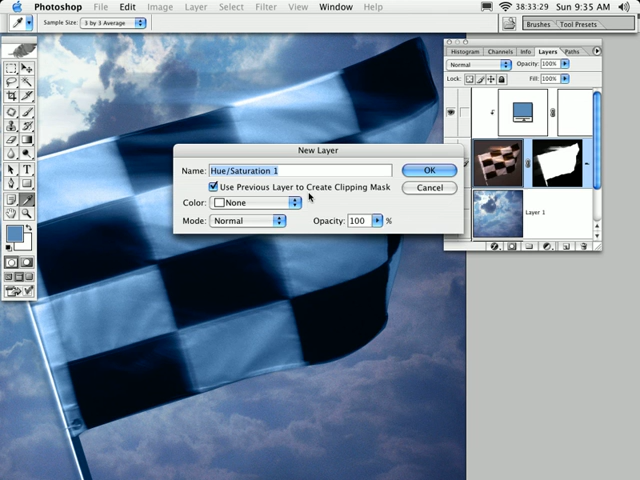 Photoshop File Edit Image Layer Select Filter View Window Help 38:33:29 Sun 9:35 AM
Sample Size: 3 by 3 Average Brushes Tool Presets
Histogram Channels Info Layers Paths
Normal Opacity: 100%
Lock: Fill: 100%
New Layer
Name: Hue/Saturation 1 OK
Use Previous Layer to Create Clipping Mask Cancel
Color: None
Mode: Normal Opacity: 100 %
Layer 1